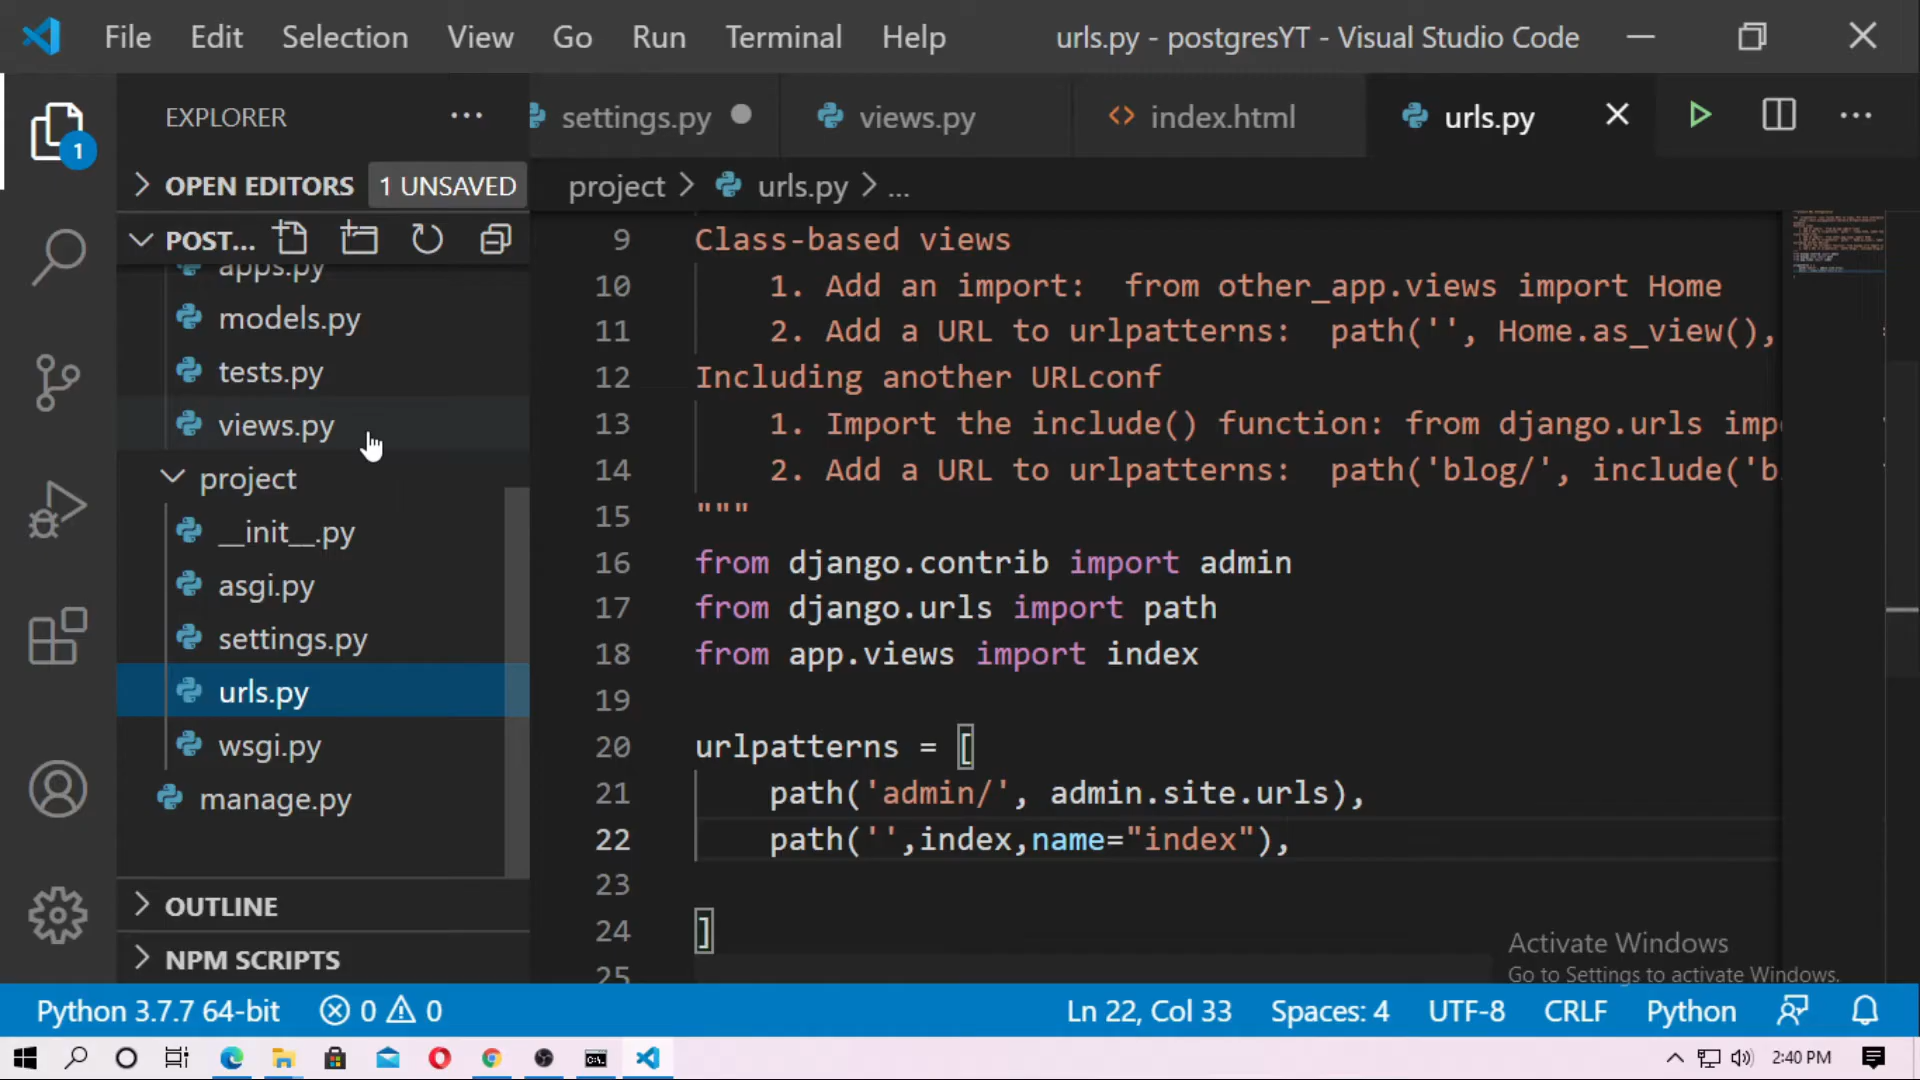 File Edit Selection View Go Run Terminal Help urls.py - postgresYT - Visual Studio Code
EXPLORER
settings.py views.py index.html urls.py
OPEN EDITORS 1 UNSAVED
project > urls.py > ...
POST...
apps.py
models.py
tests.py
views.py
project
__init__.py
asgi.py
settings.py
urls.py
wsgi.py
manage.py
OUTLINE
NPM SCRIPTS
1
9 Class-based views
10 1. Add an import:  from other_app.views import Home
11 2. Add a URL to urlpatterns:  path('', Home.as_view(),
12 Including another URLconf
13 1. Import the include() function: from django.urls imp
14 2. Add a URL to urlpatterns:  path('blog/', include('b
15 """
16 from django.contrib import admin
17 from django.urls import path
18 from app.views import index
19
20 urlpatterns = [
21 path('admin/', admin.site.urls),
22 path('',index,name="index"),
23
24 ]
25
Activate Windows
Go to Settings to activate Windows.
Python 3.7.7 64-bit 0 0 Ln 22, Col 33 Spaces: 4 UTF-8 CRLF Python
2:40 PM